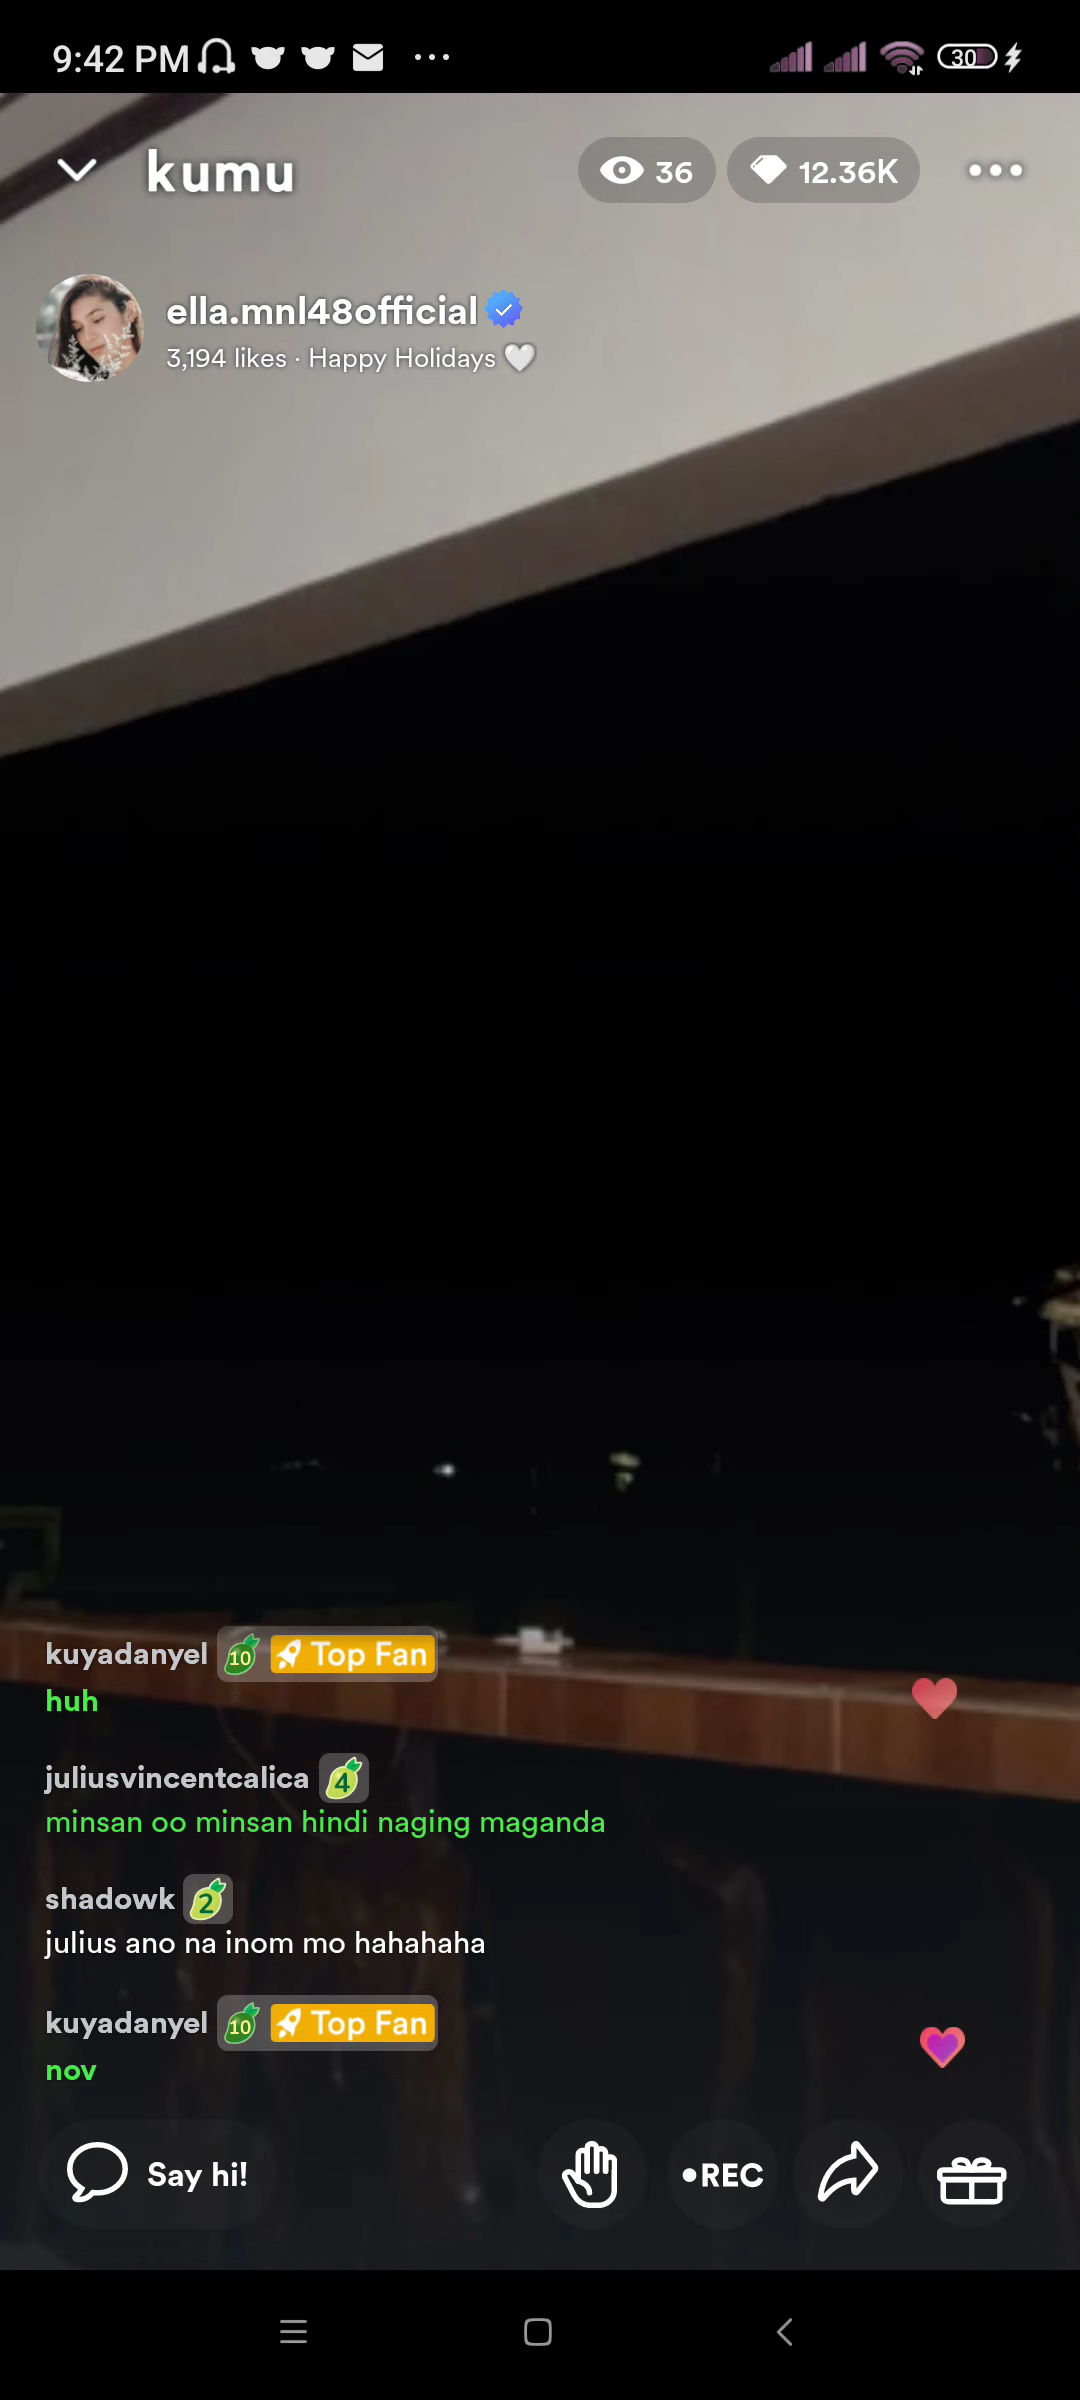 9:42 PM
30
kumu
36
12.36K
ella.mnl48official
3,194 likes · Happy Holidays 🤍
kuyadanyel 10 Top Fan
huh
juliusvincentcalica 4
minsan oo minsan hindi naging maganda
shadowk 2
julius ano na inom mo hahahaha
kuyadanyel 10 Top Fan
nov
Say hi!
•REC